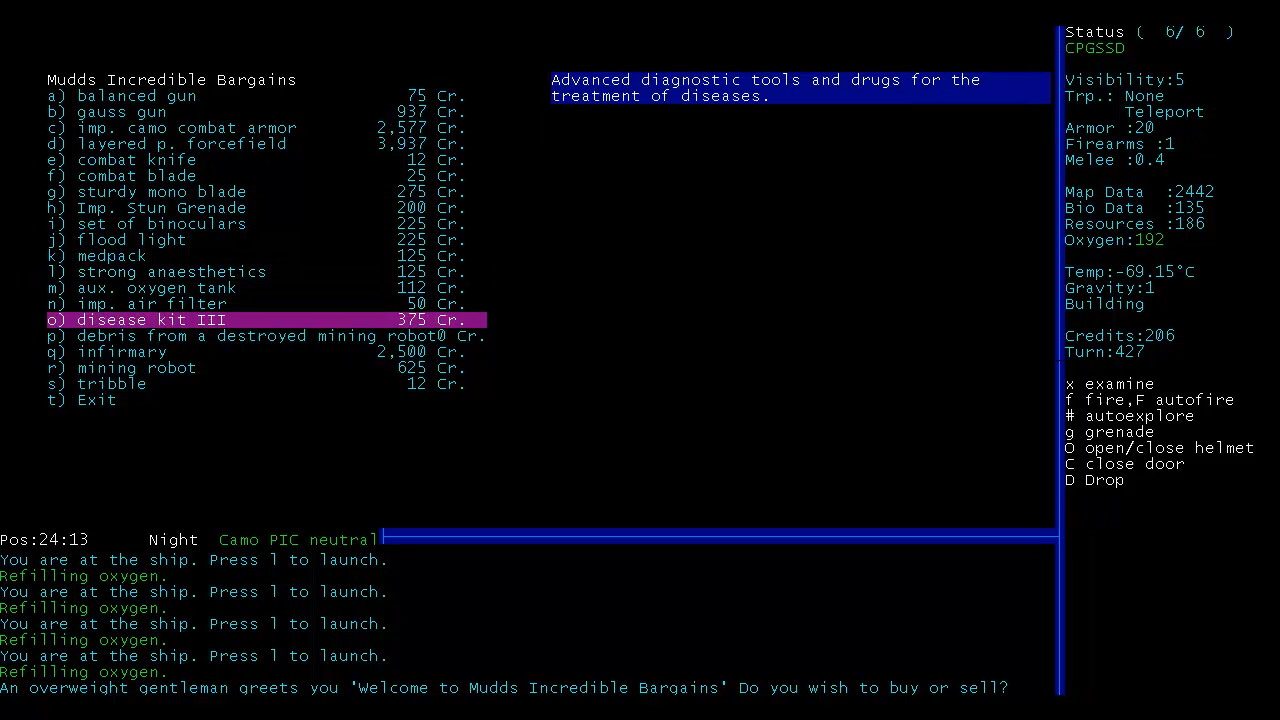 Mudds Incredible Bargains
a) balanced gun 75 Cr.
b) gauss gun 937 Cr.
c) imp. camo combat armor 2,577 Cr.
d) layered p. forcefield 3,937 Cr.
e) combat knife 12 Cr.
f) combat blade 25 Cr.
g) sturdy mono blade 275 Cr.
h) Imp. Stun Grenade 200 Cr.
i) set of binoculars 225 Cr.
j) flood light 225 Cr.
k) medpack 125 Cr.
l) strong anaesthetics 125 Cr.
m) aux. oxygen tank 112 Cr.
n) imp. air filter 50 Cr.
o) disease kit III 375 Cr.
p) debris from a destroyed mining robot0 Cr.
q) infirmary 2,500 Cr.
r) mining robot 625 Cr.
s) tribble 12 Cr.
t) Exit
Advanced diagnostic tools and drugs for the
treatment of diseases.
Status ( 6/ 6 )
CPGSSD
Visibility:5
Trp.: None
Teleport
Armor :20
Firearms :1
Melee :0.4
Map Data :2442
Bio Data :135
Resources :186
Oxygen:192
Temp:-69.15°C
Gravity:1
Building
Credits:206
Turn:427
x examine
f fire,F autofire
# autoexplore
g grenade
O open/close helmet
C close door
D Drop
Pos:24:13 Night Camo PIC neutral
You are at the ship. Press l to launch.
Refilling oxygen.
You are at the ship. Press l to launch.
Refilling oxygen.
You are at the ship. Press l to launch.
Refilling oxygen.
You are at the ship. Press l to launch.
Refilling oxygen.
An overweight gentleman greets you 'Welcome to Mudds Incredible Bargains' Do you wish to buy or sell?